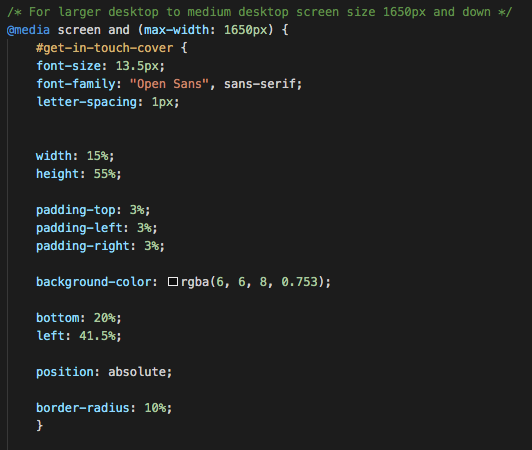 /* For larger desktop to medium desktop screen size 1650px and down */
@media screen and (max-width: 1650px) {
#get-in-touch-cover {
font-size: 13.5px;
font-family: "Open Sans", sans-serif;
letter-spacing: 1px;
width: 15%;
height: 55%;
padding-top: 3%;
padding-left: 3%;
padding-right: 3%;
background-color: rgba(6, 6, 8, 0.753);
bottom: 20%;
left: 41.5%;
position: absolute;
border-radius: 10%;
}